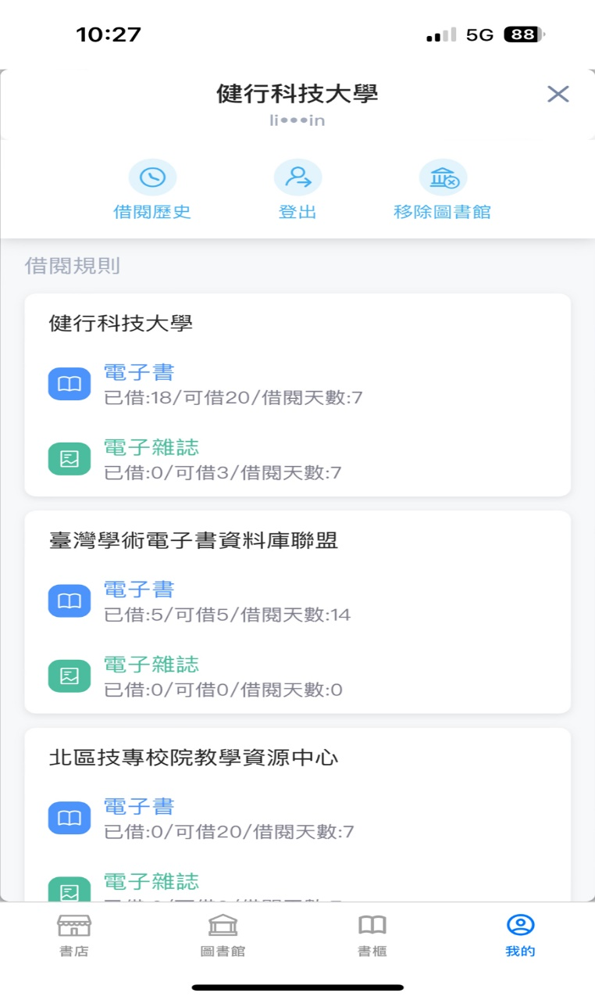 10:27
5G 88
健行科技大學
li•••in
借閱歷史 登出 移除圖書館
借閱規則
健行科技大學
電子書
已借:18/可借20/借閱天數:7
電子雜誌
已借:0/可借3/借閱天數:7
臺灣學術電子書資料庫聯盟
電子書
已借:5/可借5/借閱天數:14
電子雜誌
已借:0/可借0/借閱天數:0
北區技專校院教學資源中心
電子書
已借:0/可借20/借閱天數:7
電子雜誌
書店 圖書館 書櫃 我的